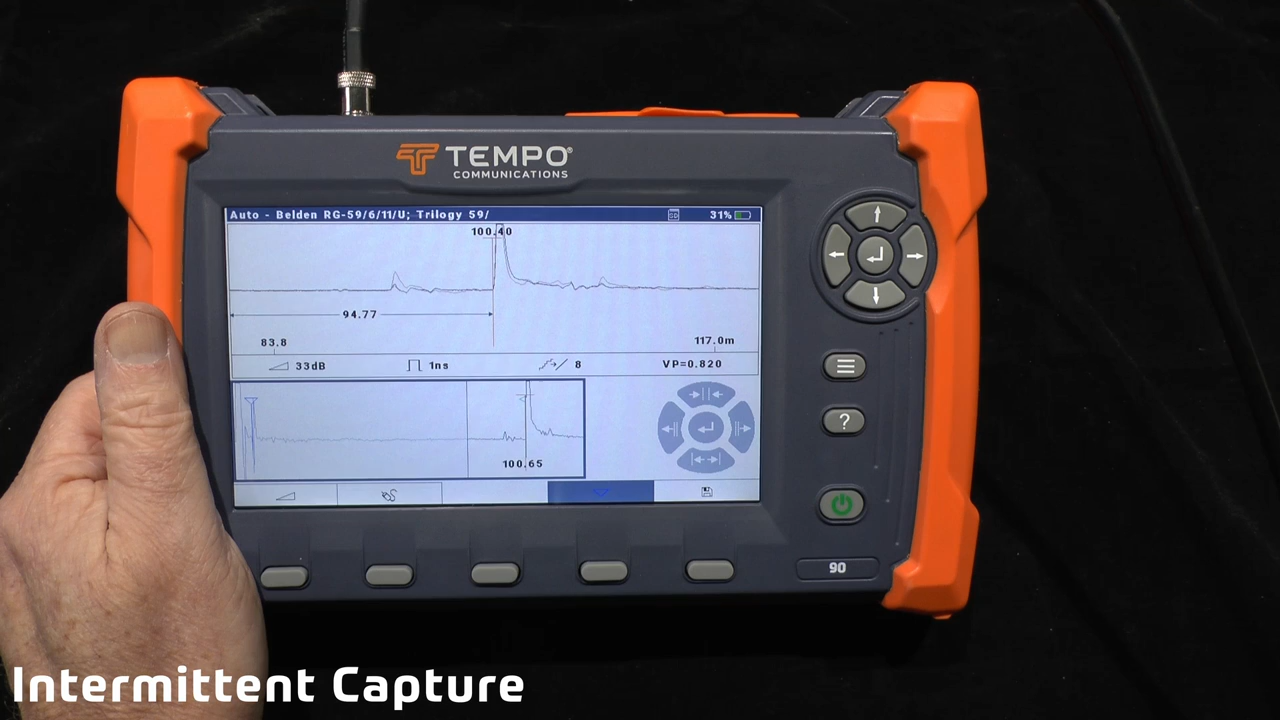 TEMPO®
COMMUNICATIONS
Auto - Belden RG-59/6/11/U; Trilogy 59/
31%
100.40
94.77
83.8
117.0m
33dB
1ns
8
VP=0.820
100.65
?
90
Intermittent Capture